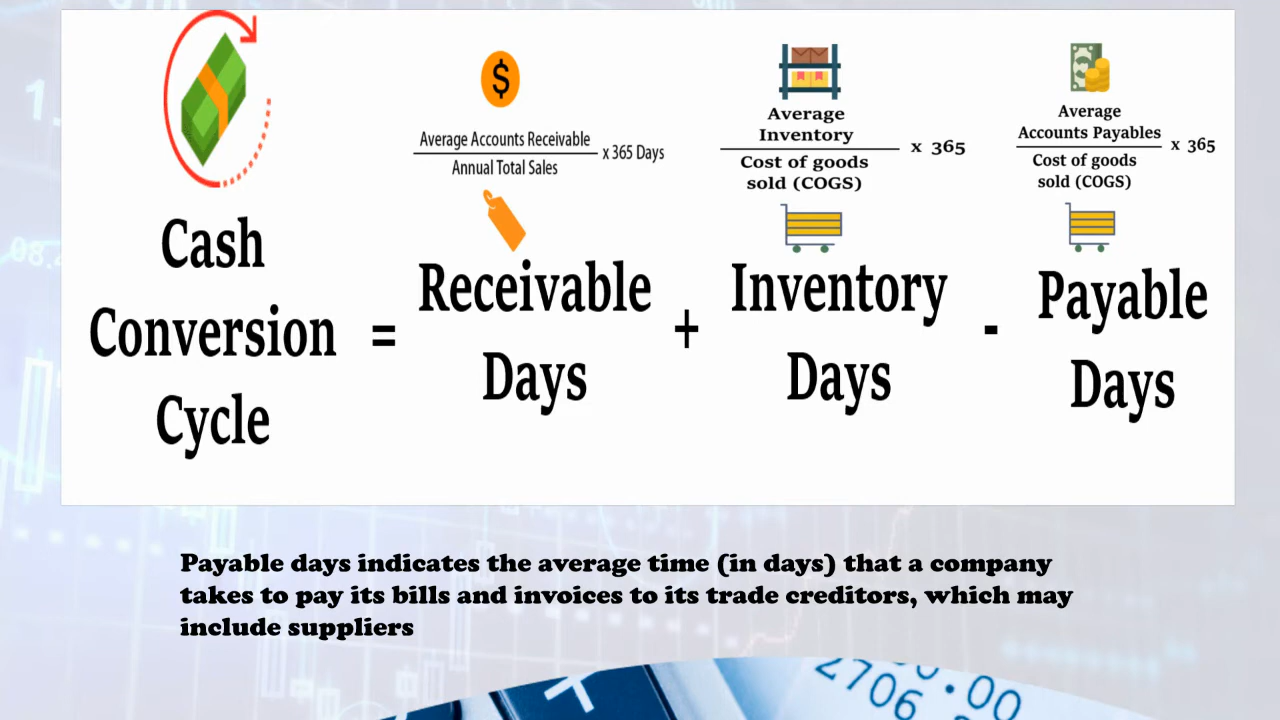 Average Accounts Receivable
Annual Total Sales
x 365 Days
Average
Inventory
Cost of goods
sold (COGS)
x 365
Average
Accounts Payables
Cost of goods
sold (COGS)
x 365
Cash
Conversion
Cycle
=
Receivable
Days
+
Inventory
Days
-
Payable
Days
Payable days indicates the average time (in days) that a company
takes to pay its bills and invoices to its trade creditors, which may
include suppliers
2706